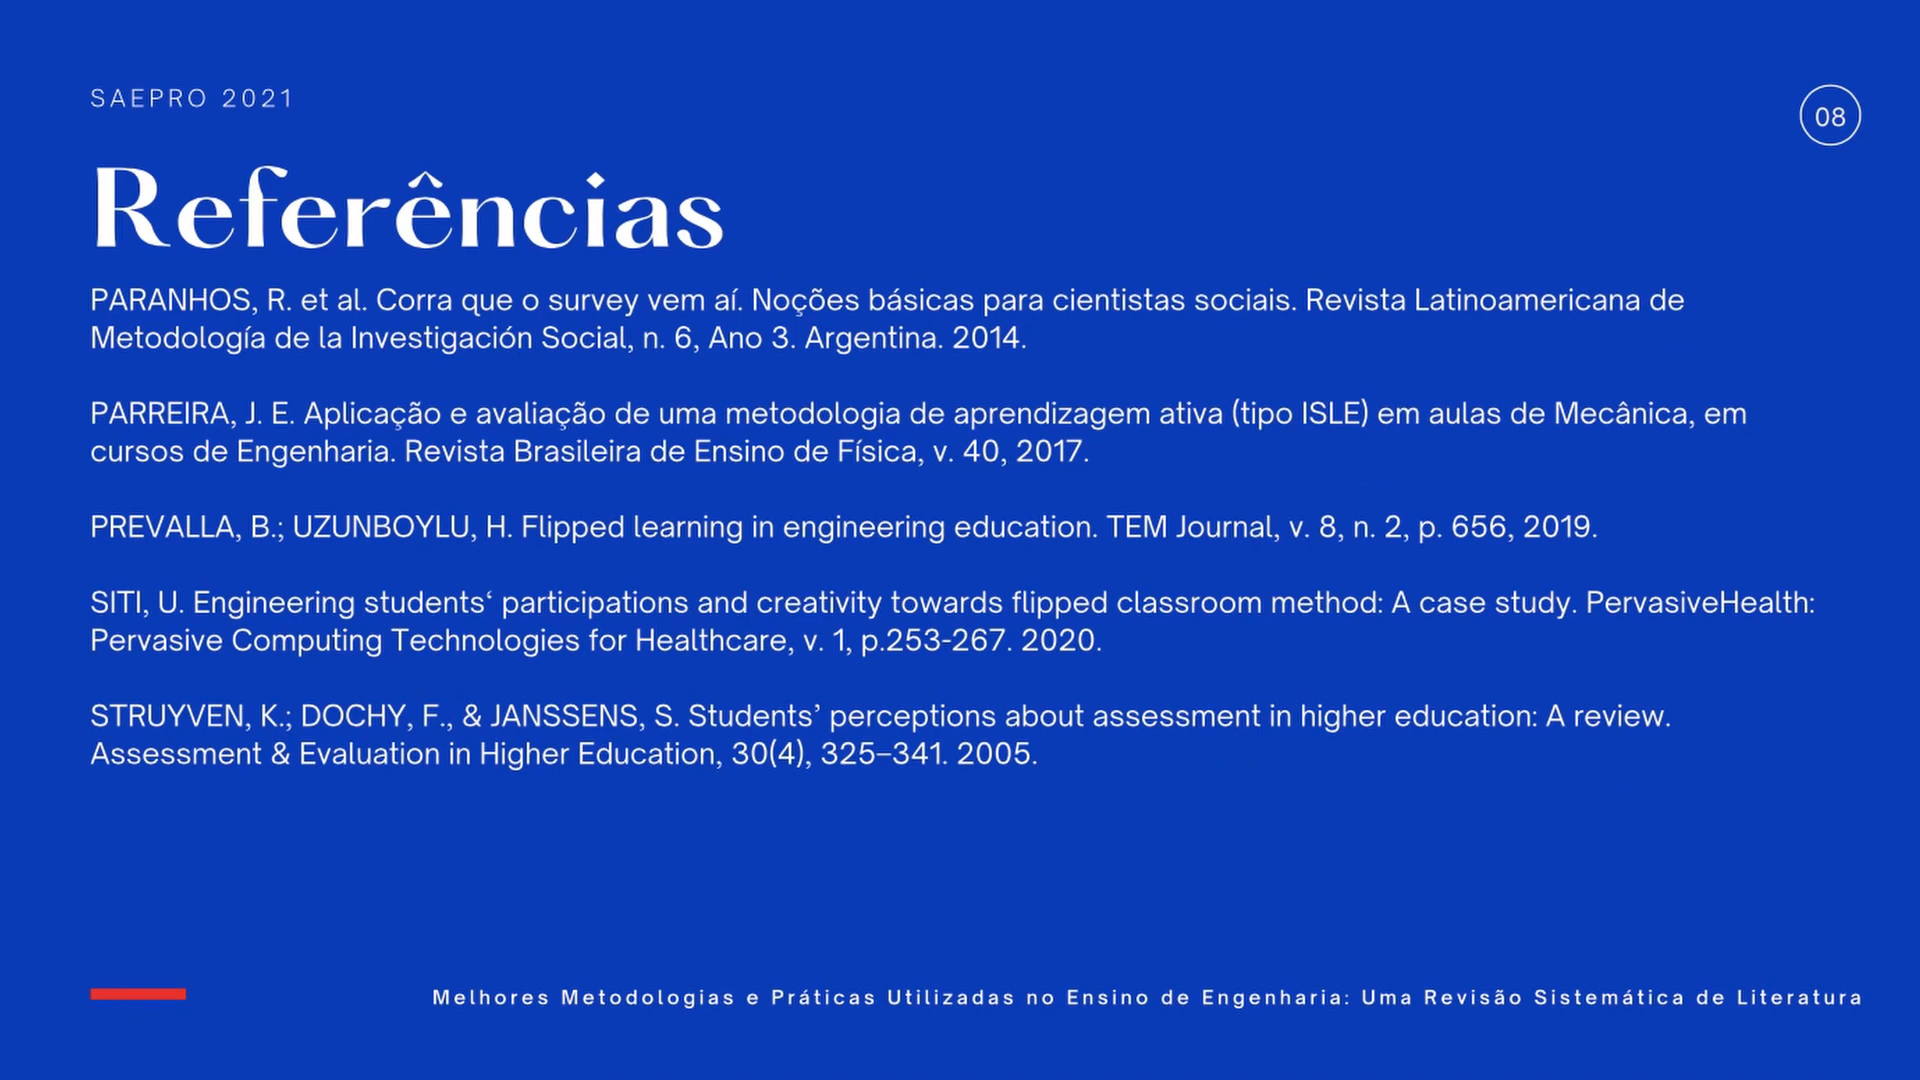 SAEPRO 2021
08
Referências
PARANHOS, R. et al. Corra que o survey vem aí. Noções básicas para cientistas sociais. Revista Latinoamericana de
Metodología de la Investigación Social, n. 6, Ano 3. Argentina. 2014.
PARREIRA, J. E. Aplicação e avaliação de uma metodologia de aprendizagem ativa (tipo ISLE) em aulas de Mecânica, em
cursos de Engenharia. Revista Brasileira de Ensino de Física, v. 40, 2017.
PREVALLA, B.; UZUNBOYLU, H. Flipped learning in engineering education. TEM Journal, v. 8, n. 2, p. 656, 2019.
SITI, U. Engineering students‘ participations and creativity towards flipped classroom method: A case study. PervasiveHealth:
Pervasive Computing Technologies for Healthcare, v. 1, p.253-267. 2020.
STRUYVEN, K.; DOCHY, F., & JANSSENS, S. Students’ perceptions about assessment in higher education: A review.
Assessment & Evaluation in Higher Education, 30(4), 325–341. 2005.
Melhores Metodologias e Práticas Utilizadas no Ensino de Engenharia: Uma Revisão Sistemática de Literatura